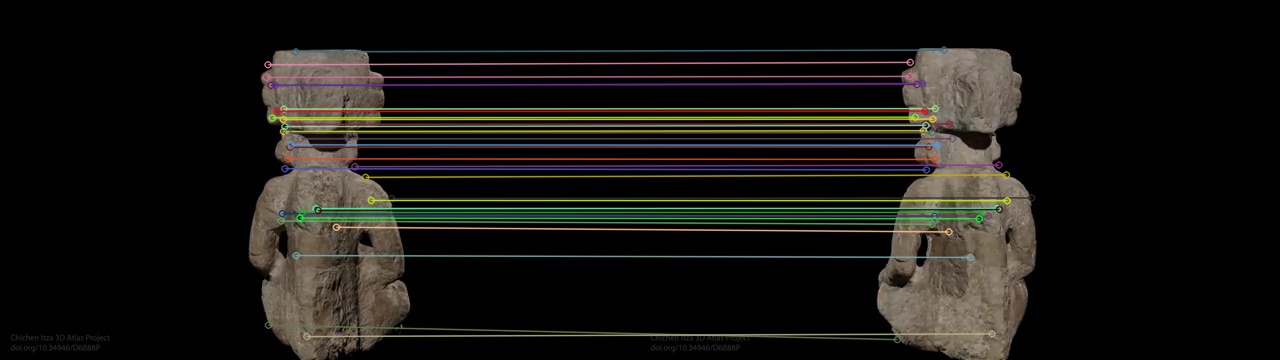 Chichen Itza 3D Atlas Project
doi.org/10.34946/D6B88P
Chichen Itza 3D Atlas Project
doi.org/10.34946/D6B88P